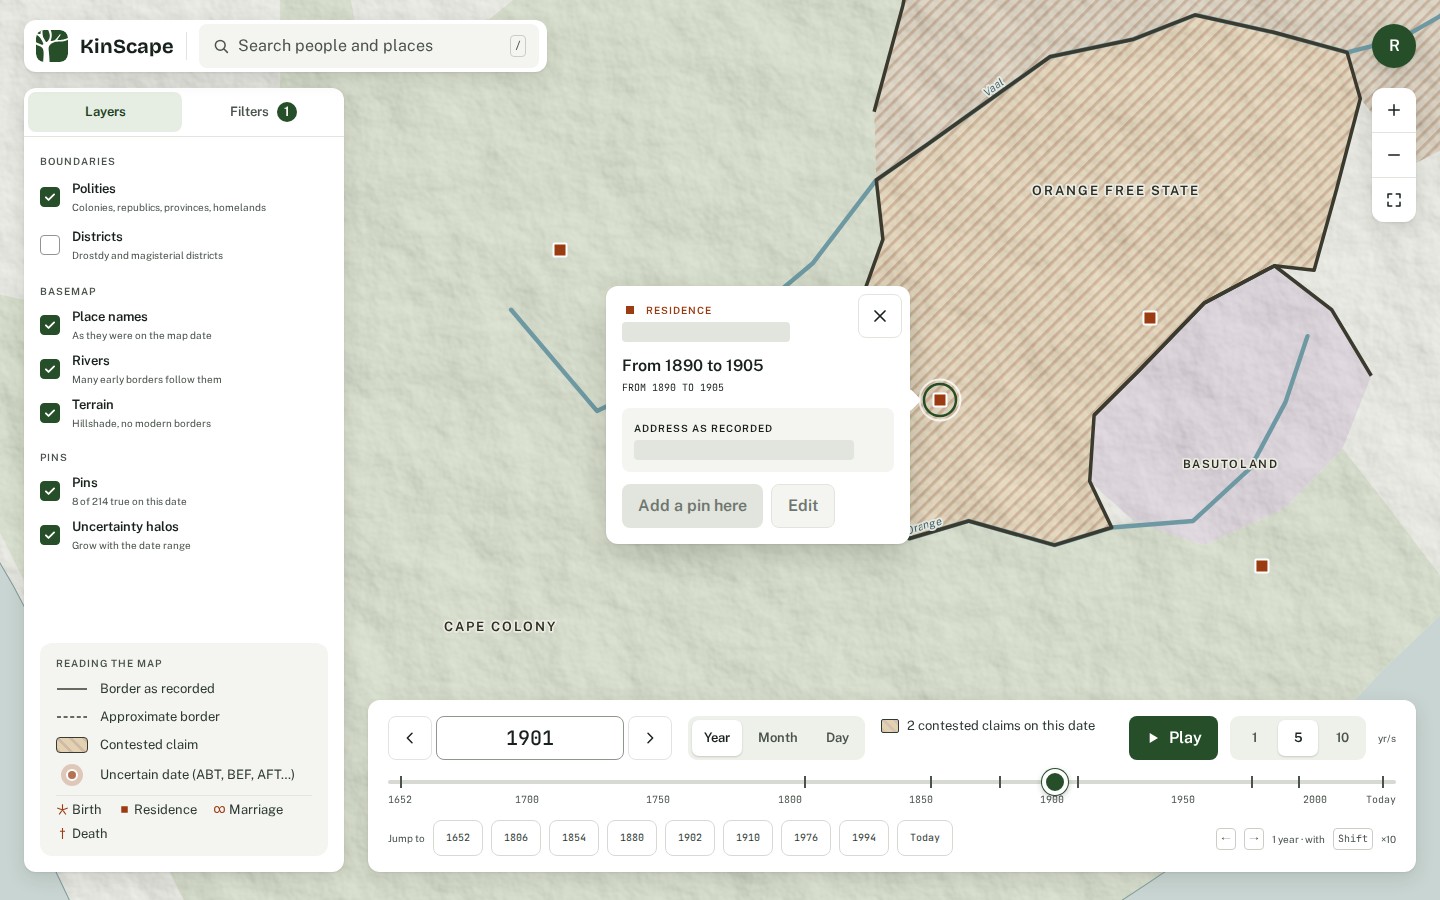 KinScape
Search people and places
/
R
Layers
Filters 1
BOUNDARIES
Polities
Colonies, republics, provinces, homelands
Districts
Drostdy and magisterial districts
BASEMAP
Place names
As they were on the map date
Rivers
Many early borders follow them
Terrain
Hillshade, no modern borders
PINS
Pins
8 of 214 true on this date
Uncertainty halos
Grow with the date range
READING THE MAP
Border as recorded
Approximate border
Contested claim
Uncertain date (ABT, BEF, AFT...)
Birth Residence Marriage
Death
Vaal
ORANGE FREE STATE
BASUTOLAND
Orange
CAPE COLONY
RESIDENCE
From 1890 to 1905
FROM 1890 TO 1905
ADDRESS AS RECORDED
Add a pin here
Edit
1901
Year Month Day
2 contested claims on this date
Play
1 5 10 yr/s
1652 1700 1750 1800 1850 1900 1950 2000 Today
Jump to 1652 1806 1854 1880 1902 1910 1976 1994 Today
← → 1 year · with Shift ×10